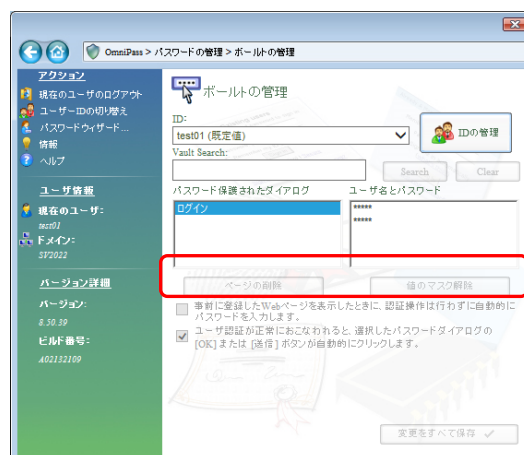 OmniPass > パスワードの管理 > ボールトの管理
アクション
現在のユーザのログアウト
ユーザーIDの切り替え
パスワードウィザード...
情報
ヘルプ
ユーザ情報
現在のユーザ:
test01
ドメイン:
SV2022
バージョン詳細
バージョン:
8.50.39
ビルド番号:
A02132109
ボールトの管理
ID:
test01 (既定値)
IDの管理
Vault Search:
Search
Clear
パスワード保護されたダイアログ
ユーザ名とパスワード
ログイン
*****
*****
ページの削除
値のマスク解除
事前に登録したWebページを表示したときに、認証操作は行わずに自動的に
パスワードを入力します。
ユーザ認証が正常におこなわれると、選択したパスワードダイアログの
[OK] または [送信] ボタンが自動的にクリックします。
変更をすべて保存